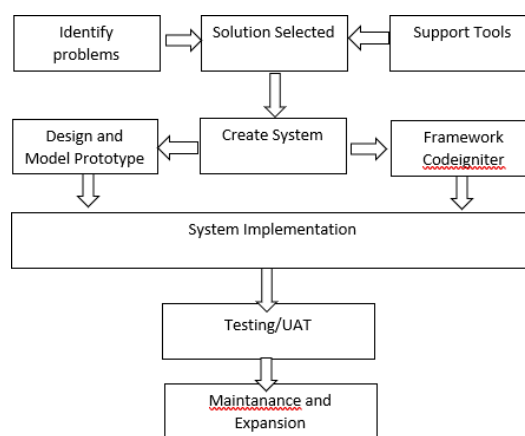 Identify
problems
Solution Selected
Support Tools
Design and
Model Prototype
Create System
Framework
Codeigniter
System Implementation
Testing/UAT
Maintanance and
Expansion